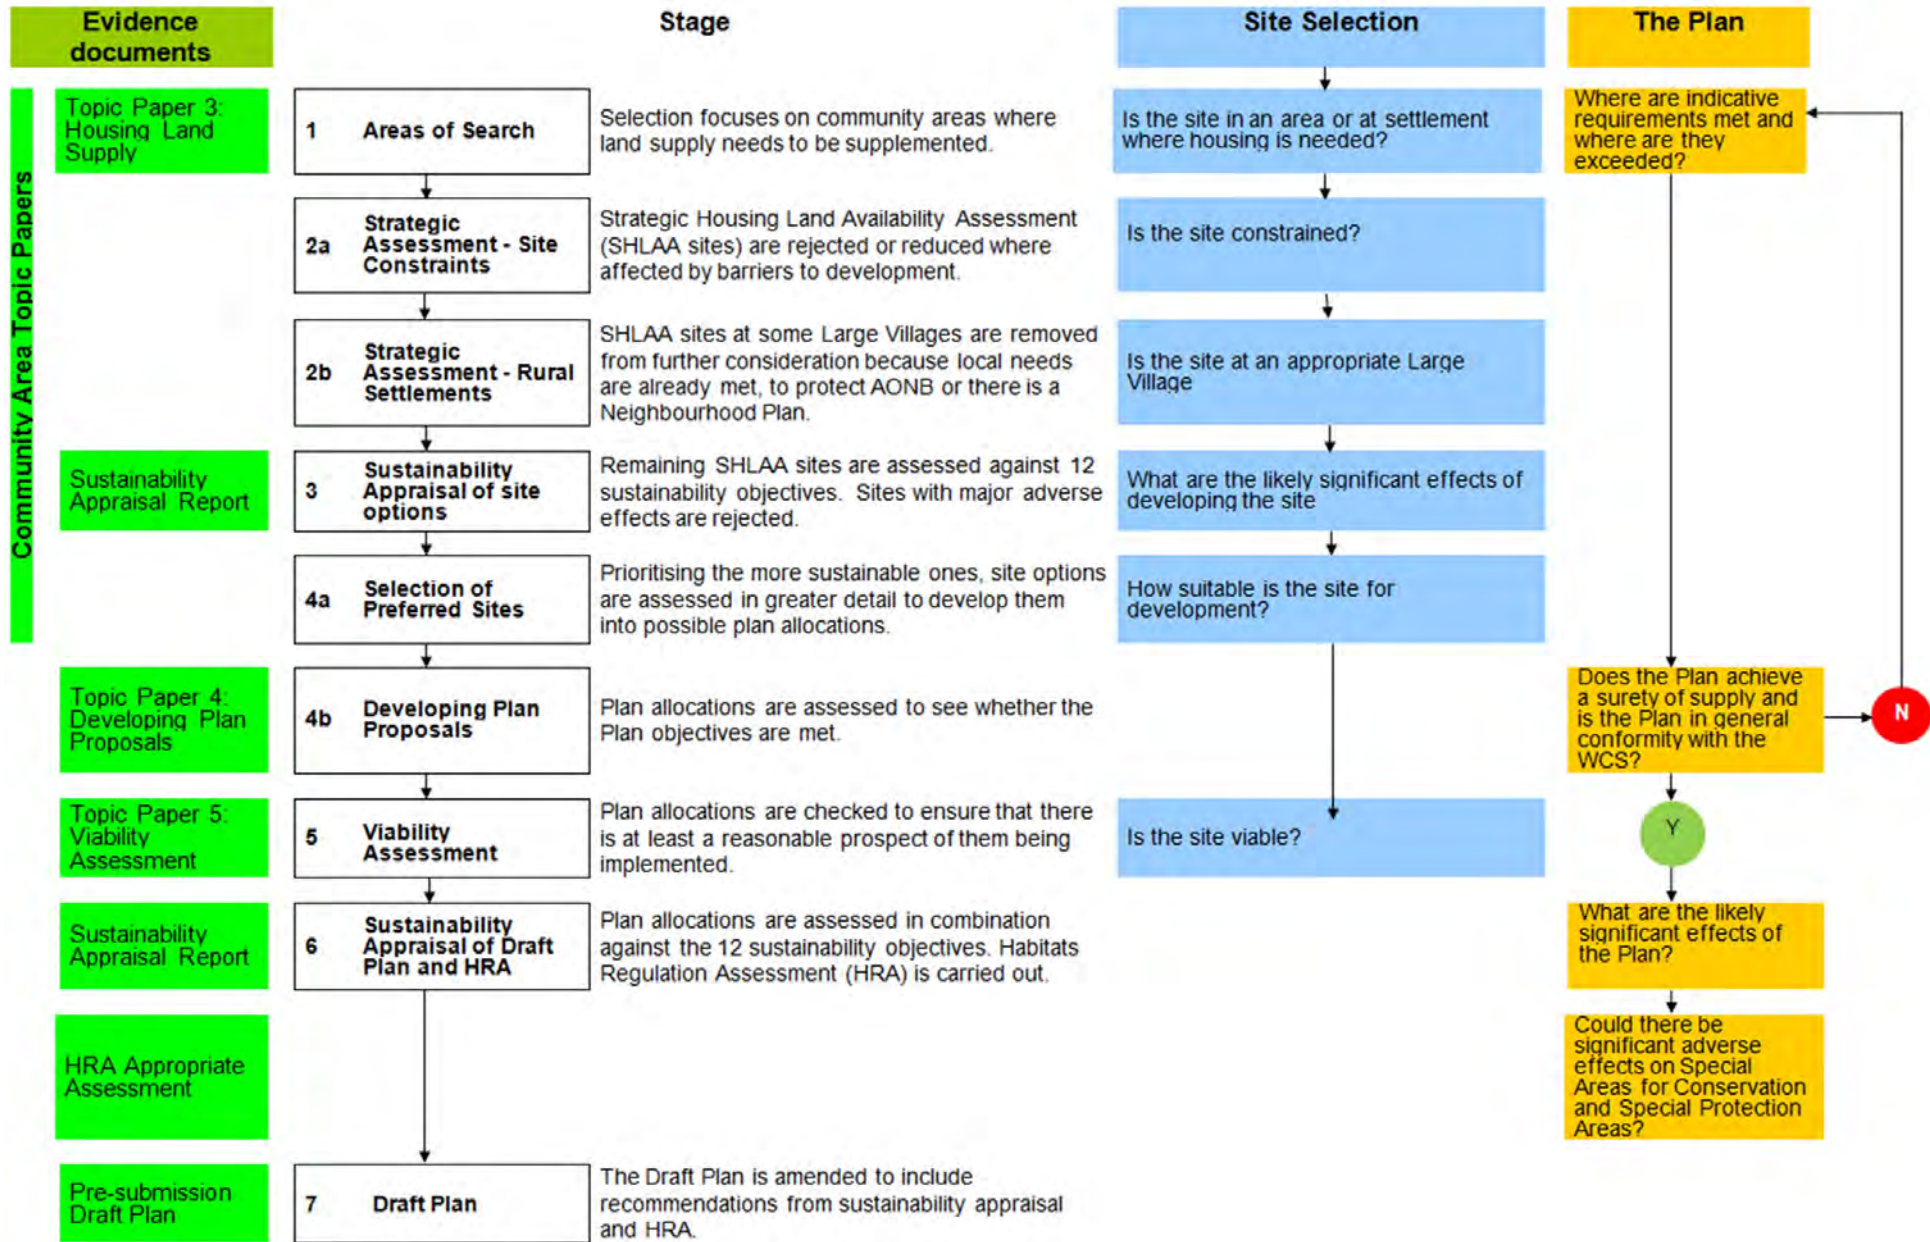 Evidence
documents
Stage
Site Selection
The Plan
Community Area Topic Papers
Topic Paper 3:
Housing Land
Supply
1 Areas of Search
Selection focuses on community areas where
land supply needs to be supplemented.
Is the site in an area or at settlement
where housing is needed?
Where are indicative
requirements met and
where are they
exceeded?
2a Strategic
Assessment - Site
Constraints
Strategic Housing Land Availability Assessment
(SHLAA sites) are rejected or reduced where
affected by barriers to development.
Is the site constrained?
2b Strategic
Assessment - Rural
Settlements
SHLAA sites at some Large Villages are removed
from further consideration because local needs
are already met, to protect AONB or there is a
Neighbourhood Plan.
Is the site at an appropriate Large
Village
Sustainability
Appraisal Report
3 Sustainability
Appraisal of site
options
Remaining SHLAA sites are assessed against 12
sustainability objectives. Sites with major adverse
effects are rejected.
What are the likely significant effects of
developing the site
4a Selection of
Preferred Sites
Prioritising the more sustainable ones, site options
are assessed in greater detail to develop them
into possible plan allocations.
How suitable is the site for
development?
Topic Paper 4:
Developing Plan
Proposals
4b Developing Plan
Proposals
Plan allocations are assessed to see whether the
Plan objectives are met.
Does the Plan achieve
a surety of supply and
is the Plan in general
conformity with the
WCS?
N
Topic Paper 5:
Viability
Assessment
5 Viability
Assessment
Plan allocations are checked to ensure that there
is at least a reasonable prospect of them being
implemented.
Is the site viable?
Y
Sustainability
Appraisal Report
6 Sustainability
Appraisal of Draft
Plan and HRA
Plan allocations are assessed in combination
against the 12 sustainability objectives. Habitats
Regulation Assessment (HRA) is carried out.
What are the likely
significant effects of
the Plan?
HRA Appropriate
Assessment
Could there be
significant adverse
effects on Special
Areas for Conservation
and Special Protection
Areas?
Pre-submission
Draft Plan
7 Draft Plan
The Draft Plan is amended to include
recommendations from sustainability appraisal
and HRA.